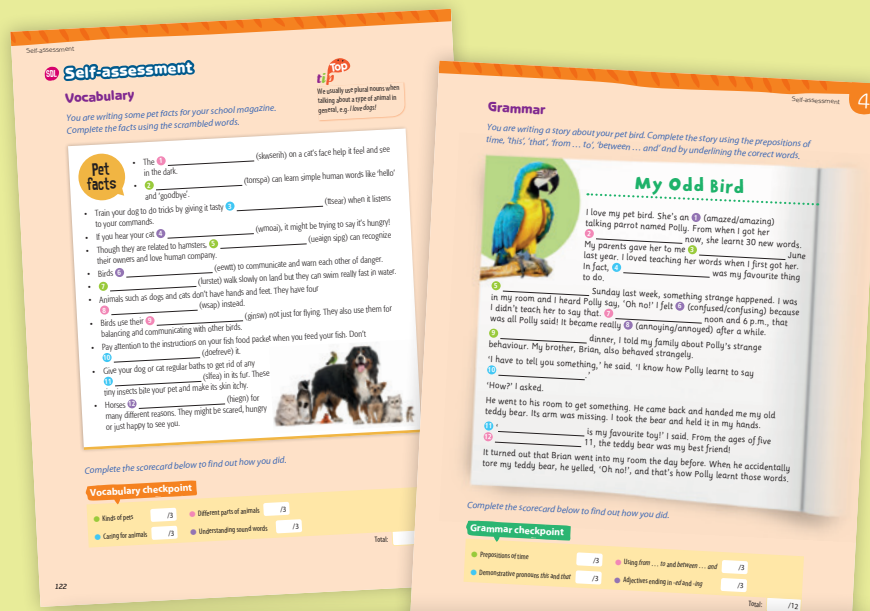 Self-assessment
SDL Self-assessment
Vocabulary
You are writing some pet facts for your school magazine.
Complete the facts using the scrambled words.
Top
tip
We usually use plural nouns when
talking about a type of animal in
general, e.g. I love dogs!
Pet
facts
• The 1 ____________ (skwserih) on a cat's face help it feel and see
in the dark.
• 2 ____________ (torrspa) can learn simple human words like 'hello'
and 'goodbye'.
• Train your dog to do tricks by giving it tasty 3 ____________ (ttsear) when it listens
to your commands.
• If you hear your cat 4 ____________ (wmoai), it might be trying to say it's hungry!
• Though they are related to hamsters, 5 ____________ (ueaign sipg) can recognize
their owners and love human company.
• Birds 6 ____________ (eewtt) to communicate and warn each other of danger.
• 7 ____________ (lurstet) walk slowly on land but they can swim really fast in water.
• Animals such as dogs and cats don't have hands and feet. They have four
8 ____________ (wsap) instead.
• Birds use their 9 ____________ (ginsw) not just for flying. They also use them for
balancing and communicating with other birds.
• Pay attention to the instructions on your fish food packet when you feed your fish. Don't
10 ____________ (doefreve) it.
• Give your dog or cat regular baths to get rid of any
11 ____________ (slfea) in its fur. These
tiny insects bite your pet and make its skin itchy.
• Horses 12 ____________ (hiegn) for
many different reasons. They might be scared, hungry
or just happy to see you.
Complete the scorecard below to find out how you did.
Vocabulary checkpoint
Kinds of pets /3 Different parts of animals /3
Caring for animals /3 Understanding sound words /3
Total:
122
Self-assessment 4
Grammar
You are writing a story about your pet bird. Complete the story using the prepositions of
time, 'this', 'that', 'from ... to', 'between ... and' and by underlining the correct words.
My Odd Bird
I love my pet bird. She's an 1 (amazed/amazing)
talking parrot named Polly. From when I got her
2 ____________ now, she learnt 30 new words.
My parents gave her to me 3 ____________ June
last year. I loved teaching her words when I first got her.
In fact, 4 ____________ was my favourite thing
to do.
5 ____________ Sunday last week, something strange happened. I was
in my room and I heard Polly say, 'Oh no!' I felt 6 (confused/confusing) because
I didn't teach her to say that. 7 ____________ noon and 6 p.m., that
was all Polly said! It became really 8 (annoying/annoyed) after a while.
9 ____________ dinner, I told my family about Polly's strange
behaviour. My brother, Brian, also behaved strangely.
'I have to tell you something,' he said. 'I know how Polly learnt to say
10 ____________.'
'How?' I asked.
He went to his room to get something. He came back and handed me my old
teddy bear. Its arm was missing. I took the bear and held it in my hands.
11 '____________ is my favourite toy!' I said. From the ages of five
12 ____________ 11, the teddy bear was my best friend!
It turned out that Brian went into my room the day before. When he accidentally
tore my teddy bear, he yelled, 'Oh no!', and that's how Polly learnt those words.
Complete the scorecard below to find out how you did.
Grammar checkpoint
Prepositions of time /3 Using from ... to and between ... and /3
Demonstrative pronouns this and that /3 Adjectives ending in -ed and -ing /3
Total: /12